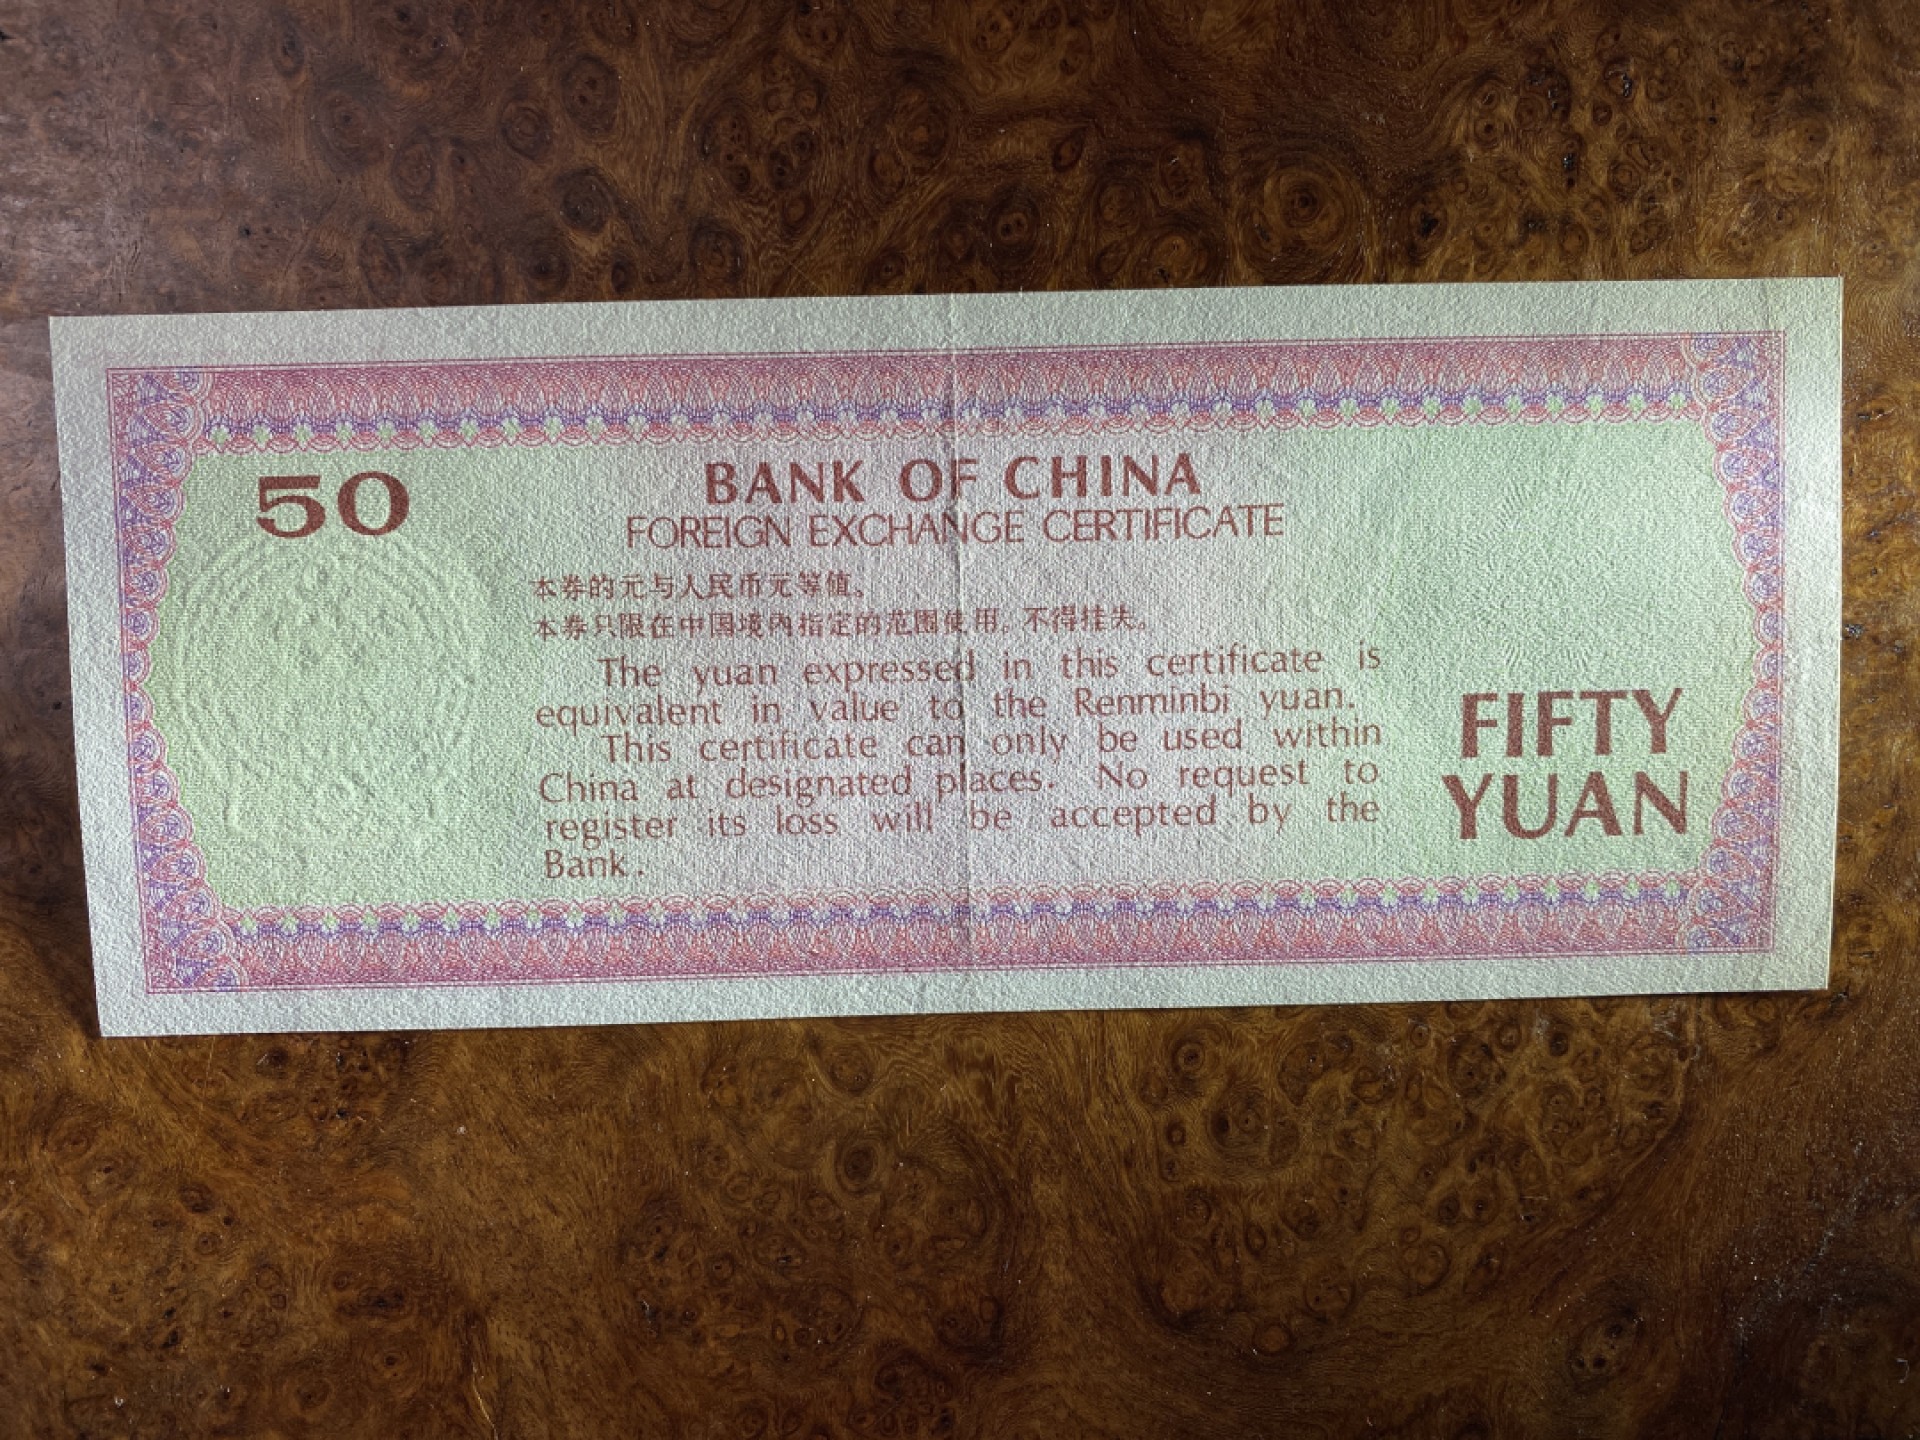 50
BANK OF CHINA
FOREIGN EXCHANGE CERTIFICATE
本券的元与人民币元等值。
本券只限在中国境内指定的范围使用。不得挂失。
The yuan expressed in this certificate is
equivalent in value to the Renminbi yuan.
This certificate can only be used within
China at designated places. No request to
register its loss will be accepted by the
Bank.
FIFTY
YUAN